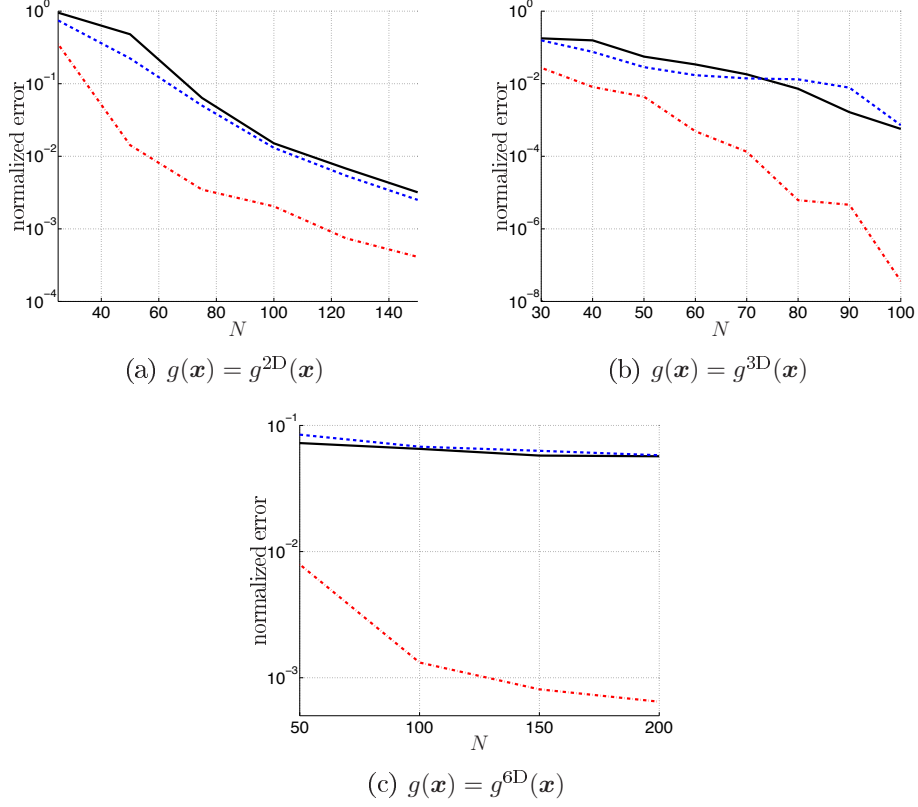 10^0
10^−1
10^−2
10^−3
10^−4
normalized error
40 60 80 100 120 140
N
(a) g(x) = g^2D(x)
10^0
10^−2
10^−4
10^−6
10^−8
normalized error
30 40 50 60 70 80 90 100
N
(b) g(x) = g^3D(x)
10^−1
10^−2
10^−3
normalized error
50 100 150 200
N
(c) g(x) = g^6D(x)